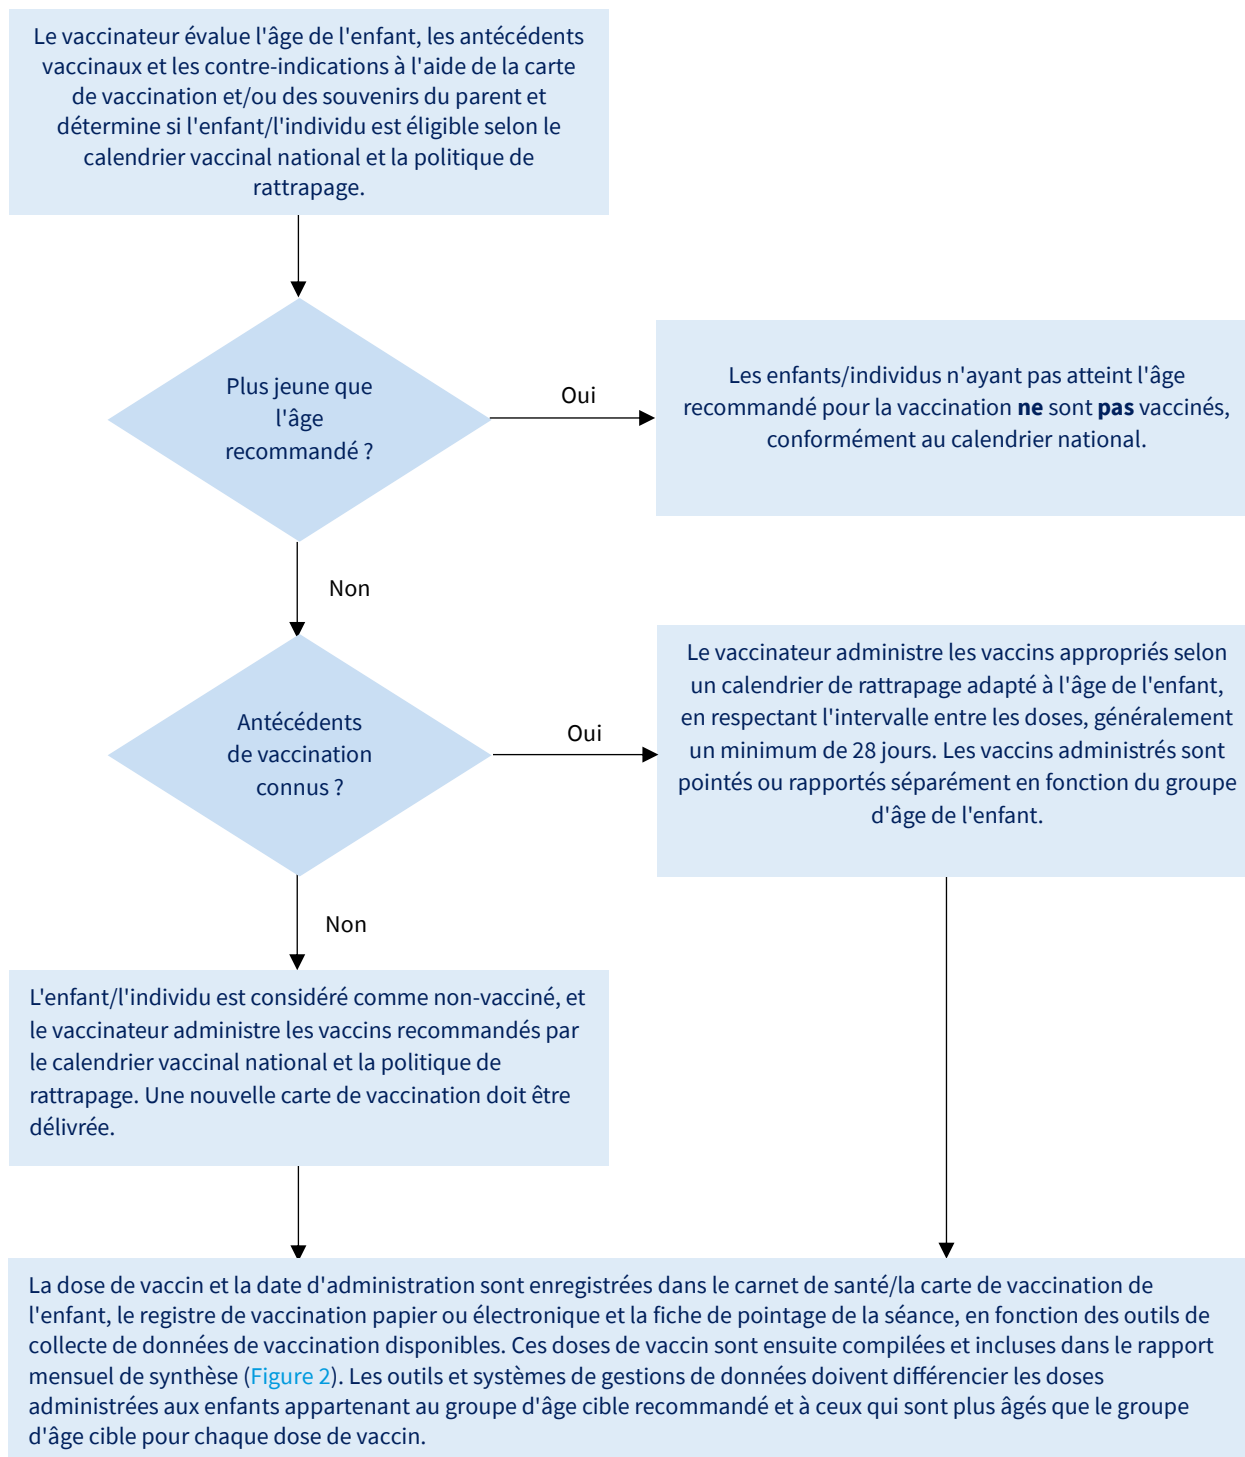 Le vaccinateur évalue l'âge de l'enfant, les antécédents
vaccinaux et les contre-indications à l'aide de la carte
de vaccination et/ou des souvenirs du parent et
détermine si l'enfant/l'individu est éligible selon le
calendrier vaccinal national et la politique de
rattrapage.
Plus jeune que
l'âge
recommandé ?
Oui
Les enfants/individus n'ayant pas atteint l'âge
recommandé pour la vaccination ne sont pas vaccinés,
conformément au calendrier national.
Non
Antécédents
de vaccination
connus ?
Oui
Le vaccinateur administre les vaccins appropriés selon
un calendrier de rattrapage adapté à l'âge de l'enfant,
en respectant l'intervalle entre les doses, généralement
un minimum de 28 jours. Les vaccins administrés sont
pointés ou rapportés séparément en fonction du groupe
d'âge de l'enfant.
Non
L'enfant/l'individu est considéré comme non-vacciné, et
le vaccinateur administre les vaccins recommandés par
le calendrier vaccinal national et la politique de
rattrapage. Une nouvelle carte de vaccination doit être
délivrée.
La dose de vaccin et la date d'administration sont enregistrées dans le carnet de santé/la carte de vaccination de
l'enfant, le registre de vaccination papier ou électronique et la fiche de pointage de la séance, en fonction des outils de
collecte de données de vaccination disponibles. Ces doses de vaccin sont ensuite compilées et incluses dans le rapport
mensuel de synthèse (Figure 2). Les outils et systèmes de gestions de données doivent différencier les doses
administrées aux enfants appartenant au groupe d'âge cible recommandé et à ceux qui sont plus âgés que le groupe
d'âge cible pour chaque dose de vaccin.